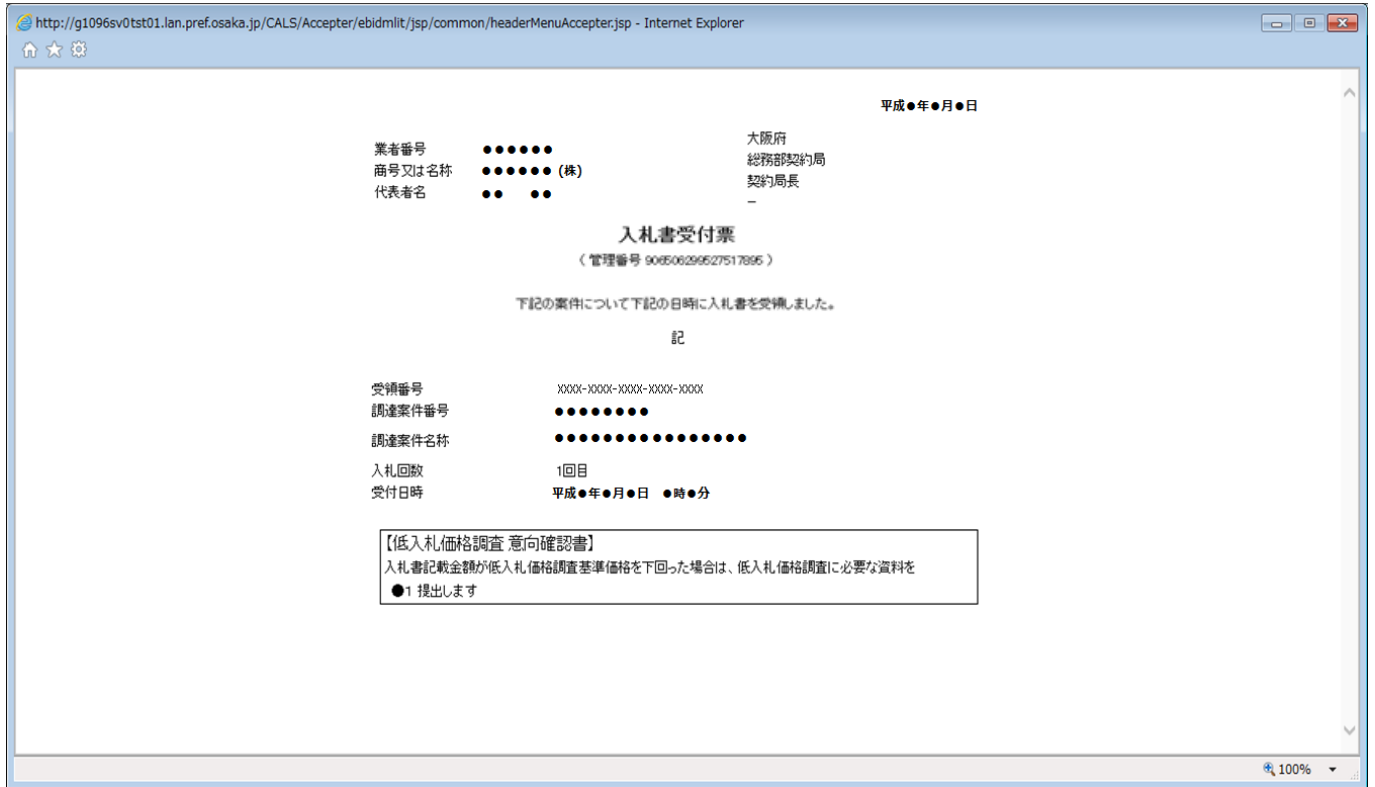 http://g1096sv0tst01.lan.pref.osaka.jp/CALS/Accepter/ebidmlit/jsp/common/headerMenuAccepter.jsp - Internet Explorer
平成●年●月●日
業者番号 ●●●●●●
商号又は名称 ●●●●●● (株)
代表者名 ●● ●●
大阪府
総務部契約局
契約局長
－
入札書受付票
（ 管理番号 906506299527517895 ）
下記の案件について下記の日時に入札書を受領しました。
記
受領番号 XXXX-XXXX-XXXX-XXXX-XXXX
調達案件番号 ●●●●●●●●
調達案件名称 ●●●●●●●●●●●●●●●●
入札回数 1回目
受付日時 平成●年●月●日 ●時●分
【低入札価格調査 意向確認書】
入札書記載金額が低入札価格調査基準価格を下回った場合は、低入札価格調査に必要な資料を
●1 提出します
100%